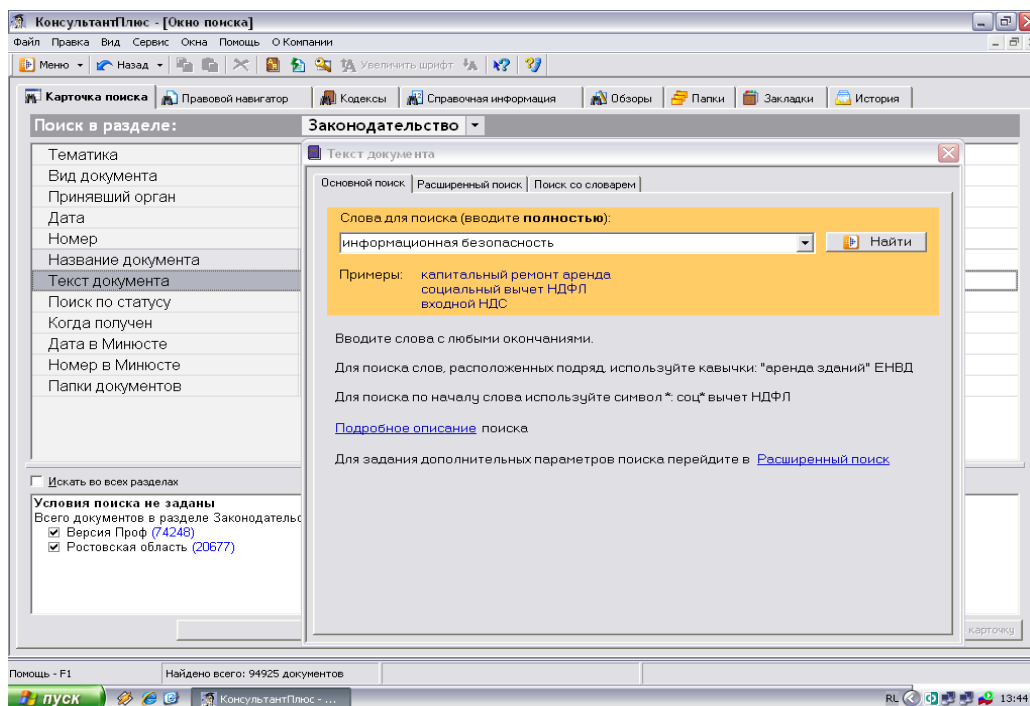 КонсультантПлюс - [Окно поиска]
Файл Правка Вид Сервис Окна Помощь О Компании
Меню Назад Увеличить шрифт
Карточка поиска Правовой навигатор Кодексы Справочная информация Обзоры Папки Закладки История
Поиск в разделе: Законодательство
Тематика
Вид документа
Принявший орган
Дата
Номер
Название документа
Текст документа
Поиск по статусу
Когда получен
Дата в Минюсте
Номер в Минюсте
Папки документов
Текст документа
Основной поиск Расширенный поиск Поиск со словарем
Слова для поиска (вводите полностью):
информационная безопасность Найти
Примеры: капитальный ремонт аренда
социальный вычет НДФЛ
входной НДС
Вводите слова с любыми окончаниями.
Для поиска слов, расположенных подряд, используйте кавычки: "аренда зданий" ЕНВД
Для поиска по началу слова используйте символ *: соц* вычет НДФЛ
Подробное описание поиска
Для задания дополнительных параметров поиска перейдите в Расширенный поиск
Искать во всех разделах
Условия поиска не заданы
Всего документов в разделе Законодательс
Версия Проф (74248)
Ростовская область (20677)
карточку
Помощь - F1 Найдено всего: 94925 документов
пуск КонсультантПлюс - ... RL 13:44